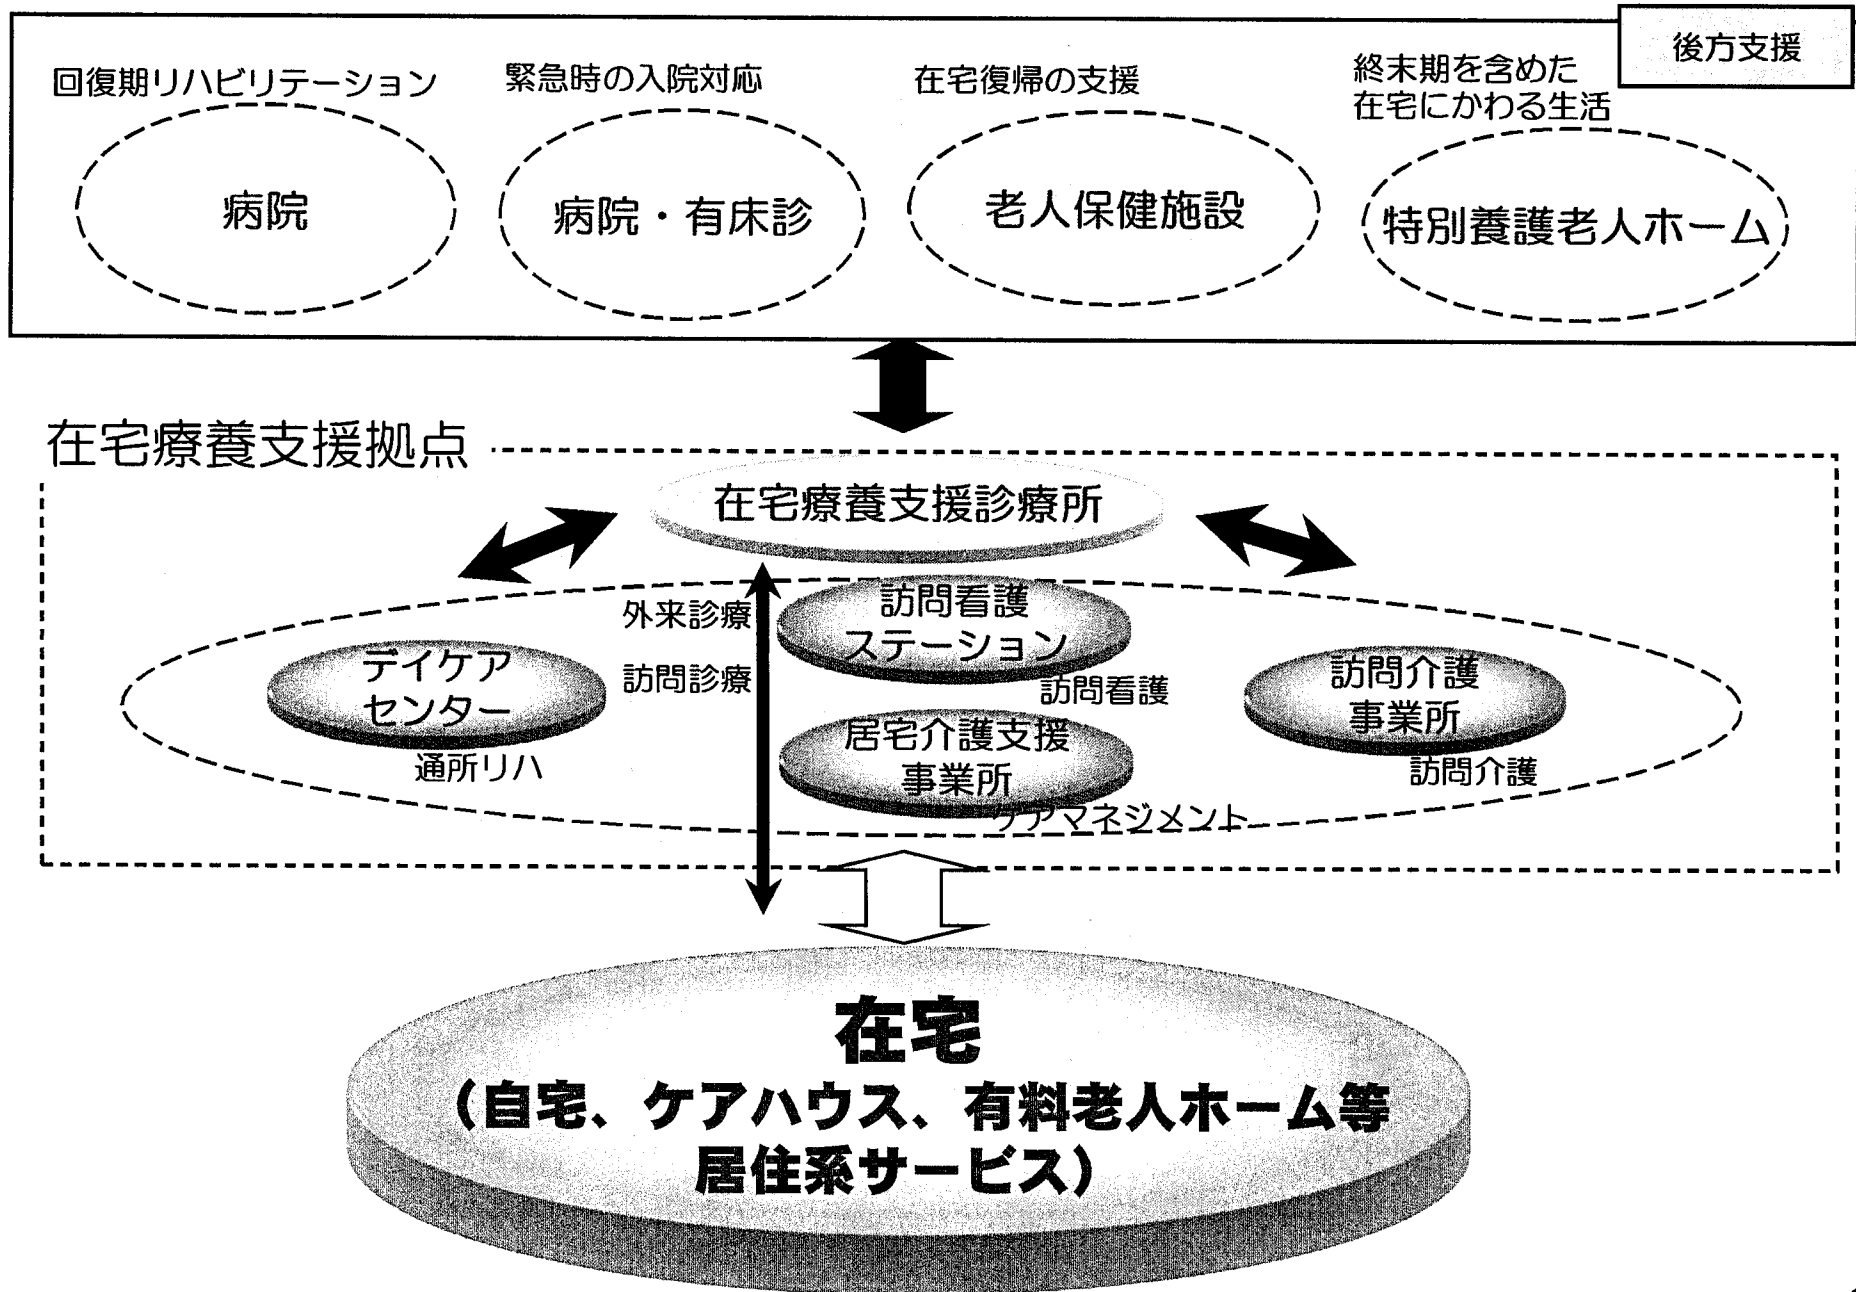 後方支援
回復期リハビリテーション
病院
緊急時の入院対応
病院・有床診
在宅復帰の支援
老人保健施設
終末期を含めた
在宅にかわる生活
特別養護老人ホーム
在宅療養支援拠点
在宅療養支援診療所
外来診療
訪問診療
訪問看護
ステーション
訪問看護
デイケア
センター
通所リハ
居宅介護支援
事業所
ケアマネジメント
訪問介護
事業所
訪問介護
在宅
（自宅、ケアハウス、有料老人ホーム等
居住系サービス）